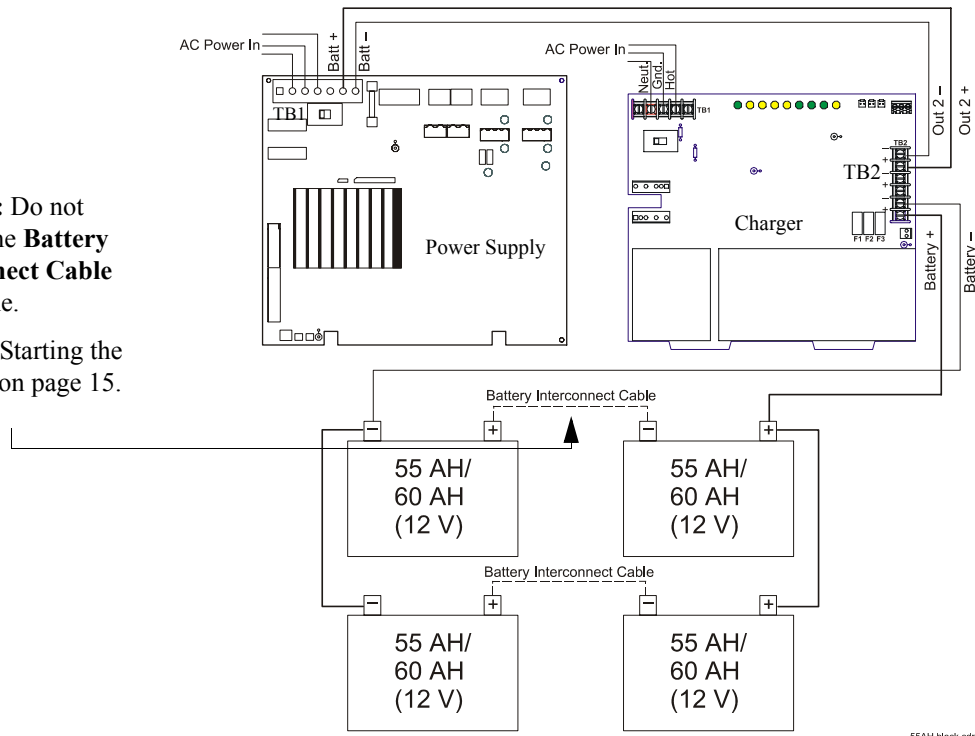 AC Power In
Batt +
Batt –
AC Power In
Neut.
Gnd.
Hot
Out 2 –
Out 2 +
TB1
TB1
TB2
TB2
–
+
–
+
–
+
Power Supply
Charger
F1 F2 F3
Battery +
Battery –
: Do not
ne Battery
nect Cable
e.
Starting the
on page 15.
Battery Interconnect Cable
– + – +
55 AH/
60 AH
(12 V)
55 AH/
60 AH
(12 V)
Battery Interconnect Cable
– + – +
55 AH/
60 AH
(12 V)
55 AH/
60 AH
(12 V)